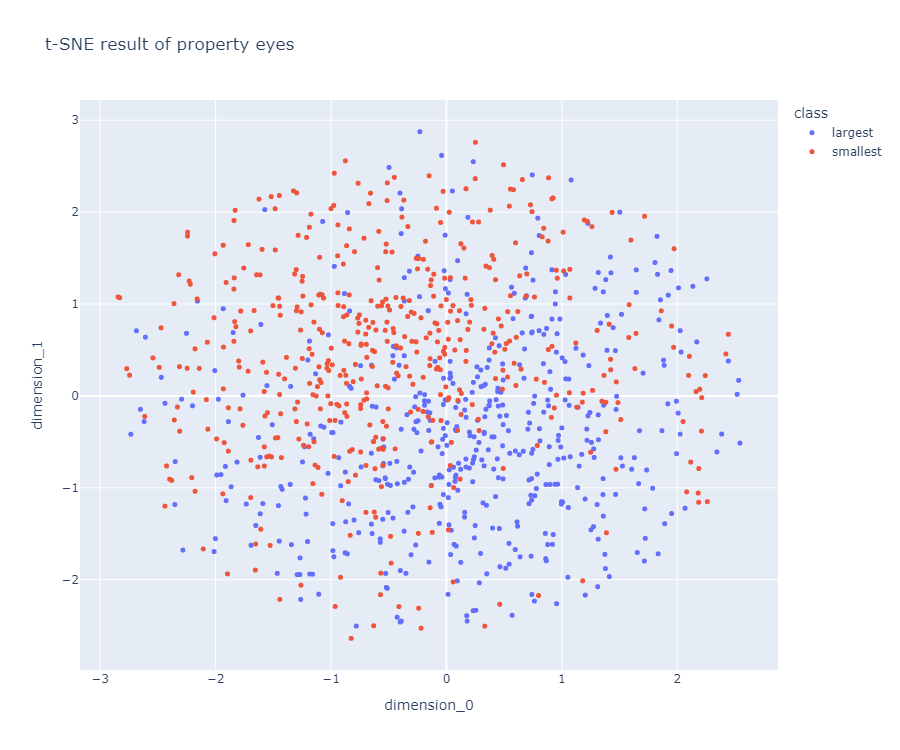 t-SNE result of property eyes
class
largest
smallest
3
2
1
0
−1
−2
dimension_1
−3
−2
−1
0
1
2
dimension_0